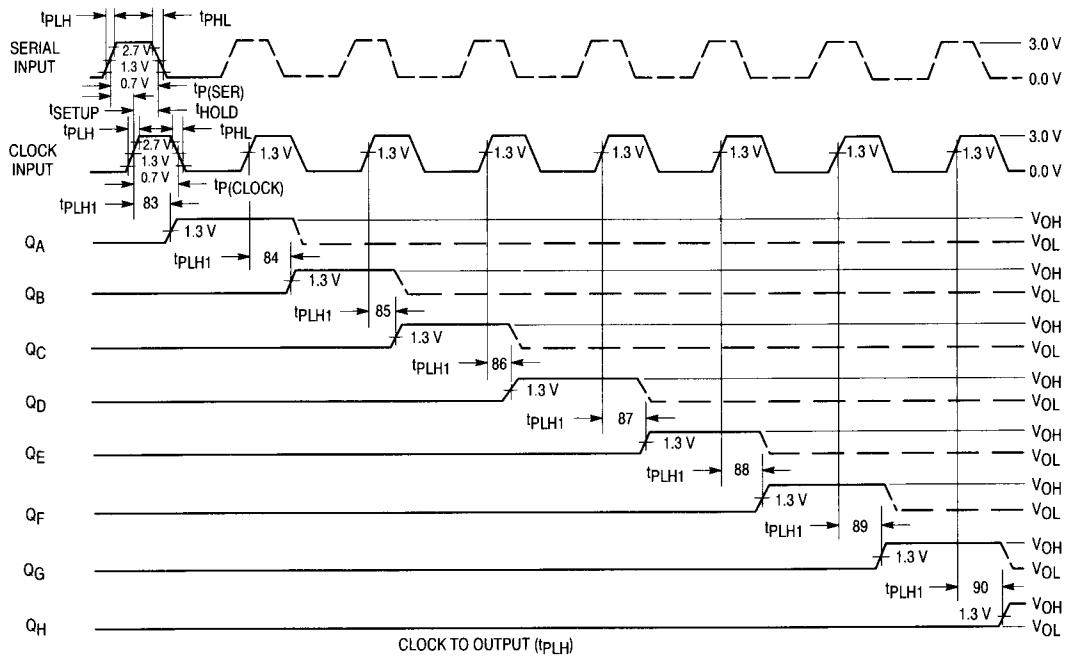 tPLH tPHL
SERIAL INPUT 2.7 V 3.0 V
1.3 V
0.7 V 0.0 V
tP(SER)
tSETUP tHOLD
tPLH tPHL
CLOCK INPUT 2.7 V 3.0 V
1.3 V 1.3 V 1.3 V 1.3 V 1.3 V 1.3 V 1.3 V 1.3 V
0.7 V 0.0 V
tP(CLOCK)
tPLH1 83
QA 1.3 V VOH
VOL
tPLH1 84
QB 1.3 V VOH
VOL
tPLH1 85
QC 1.3 V VOH
VOL
tPLH1 86
QD 1.3 V VOH
VOL
tPLH1 87
QE 1.3 V VOH
VOL
tPLH1 88
QF 1.3 V VOH
VOL
tPLH1 89
QG 1.3 V VOH
VOL
tPLH1 90
QH 1.3 V VOH
VOL
CLOCK TO OUTPUT (tPLH)